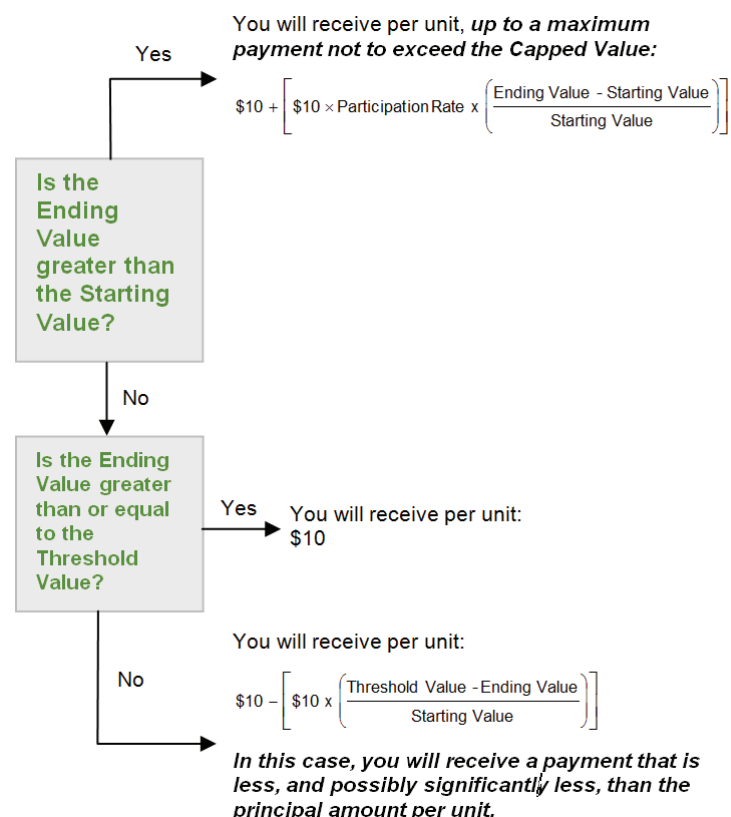 You will receive per unit, up to a maximum
payment not to exceed the Capped Value:
Yes
$10 + [ $10 × Participation Rate x ( Ending Value - Starting Value / Starting Value ) ]
Is the
Ending
Value
greater than
the Starting
Value?
No
Is the Ending
Value greater
than or equal
to the
Threshold
Value?
Yes
You will receive per unit:
$10
No
You will receive per unit:
$10 – [ $10 x ( Threshold Value - Ending Value / Starting Value ) ]
In this case, you will receive a payment that is
less, and possibly significantly less, than the
principal amount per unit.